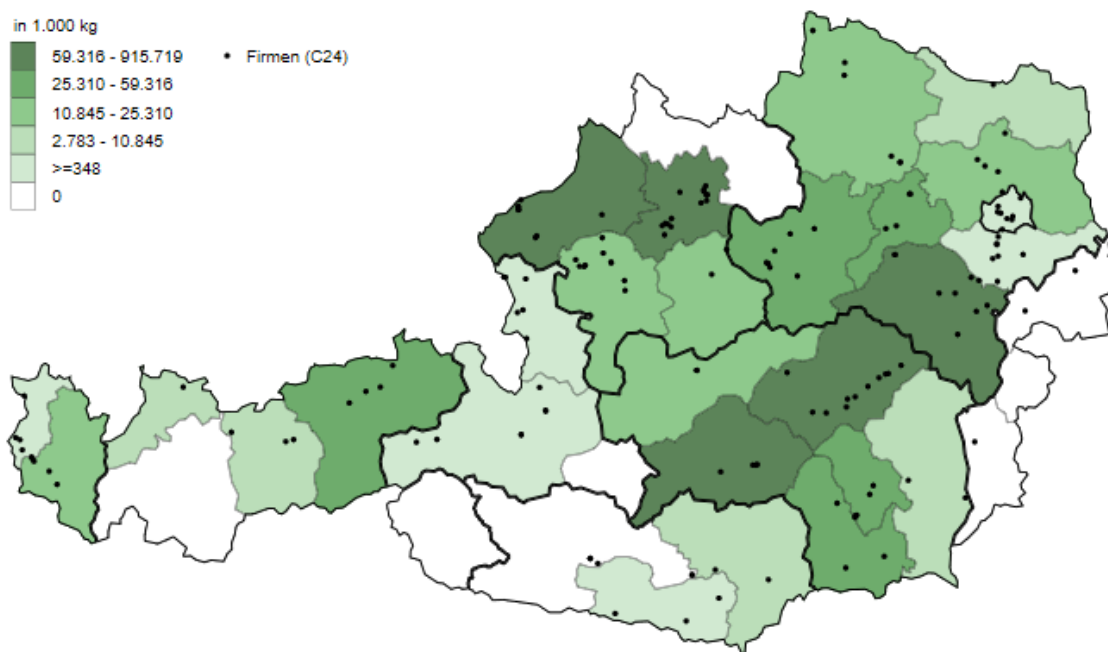 in 1.000 kg
59.316 - 915.719
Firmen (C24)
25.310 - 59.316
10.845 - 25.310
2.783 - 10.845
>=348
0